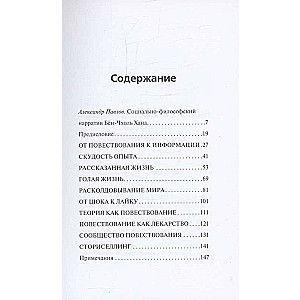 Содержание
Александр Павлов. Социально-философский
нарратив Бён-Чхоль Хана. 7
Предисловие 19
ОТ ПОВЕСТВОВАНИЯ К ИНФОРМАЦИИ 27
СКУДОСТЬ ОПЫТА 41
РАССКАЗАННАЯ ЖИЗНЬ 53
ГОЛАЯ ЖИЗНЬ 69
РАСКОЛДОВЫВАНИЕ МИРА 81
ОТ ШОКА К ЛАЙКУ 101
ТЕОРИЯ КАК ПОВЕСТВОВАНИЕ 111
ПОВЕСТВОВАНИЕ КАК ЛЕКАРСТВО 121
СООБЩЕСТВО ПОВЕСТВОВАНИЯ 131
СТОРИСЕЛЛИНГ 141
Примечания 147